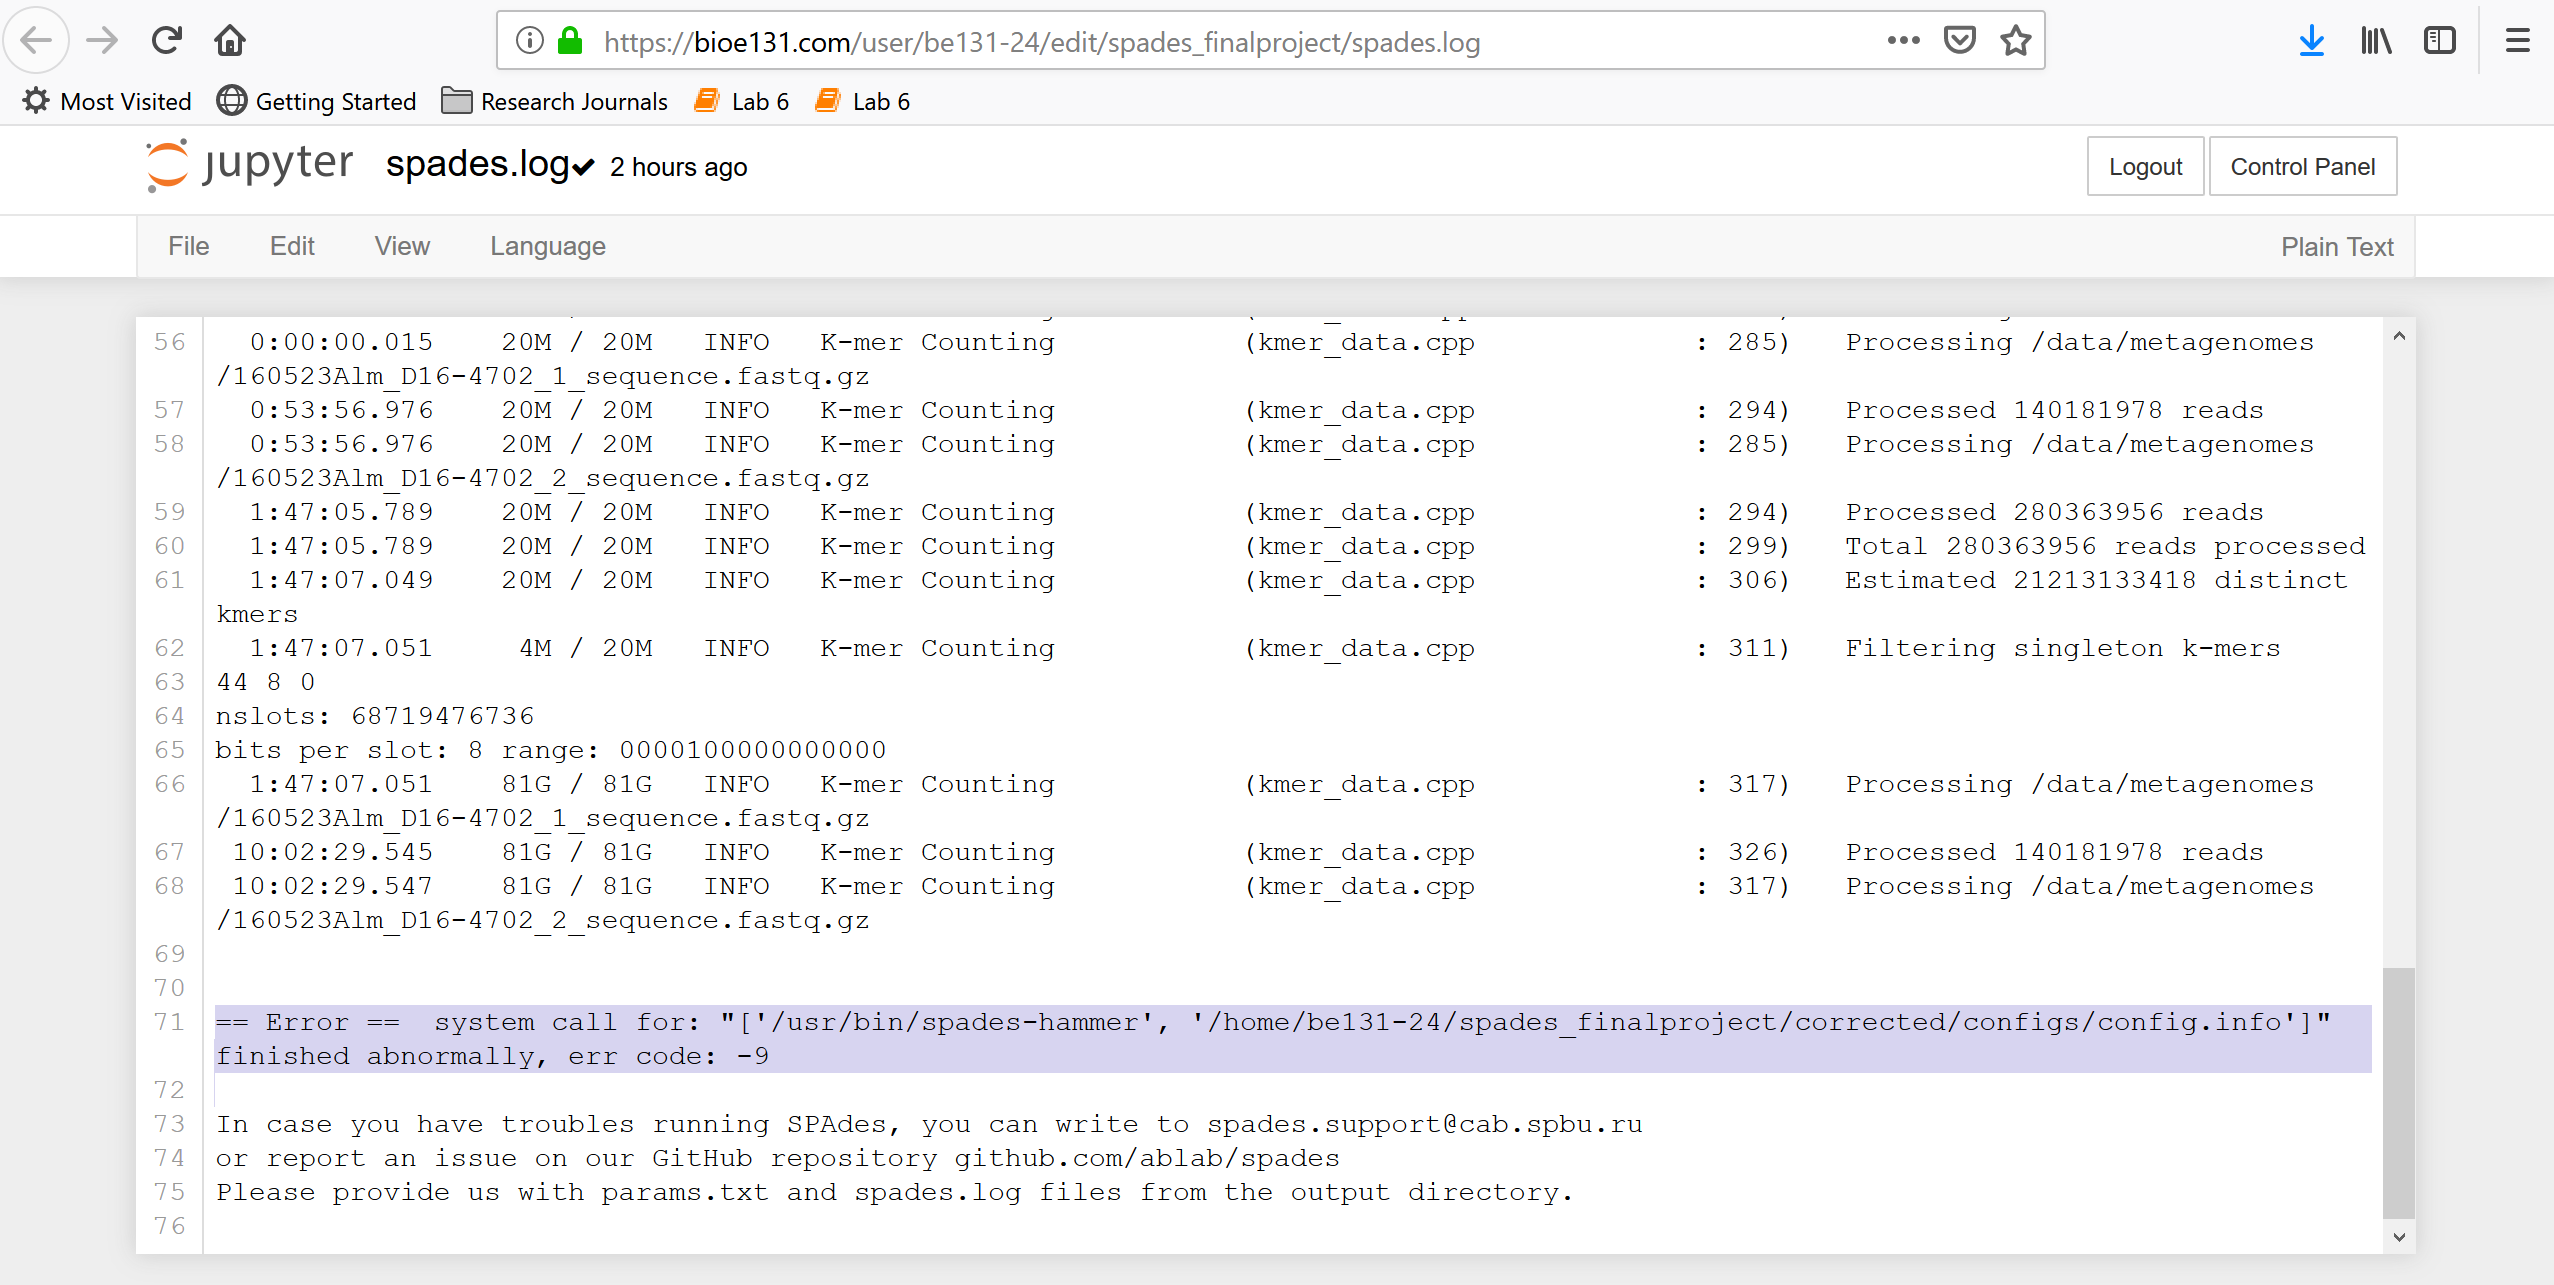 https://bioe131.com/user/be131-24/edit/spades_finalproject/spades.log
Most Visited Getting Started Research Journals Lab 6 Lab 6
jupyter spades.log 2 hours ago Logout Control Panel
File Edit View Language Plain Text
56 0:00:00.015 20M / 20M INFO K-mer Counting (kmer_data.cpp : 285) Processing /data/metagenomes
/160523Alm_D16-4702_1_sequence.fastq.gz
57 0:53:56.976 20M / 20M INFO K-mer Counting (kmer_data.cpp : 294) Processed 140181978 reads
58 0:53:56.976 20M / 20M INFO K-mer Counting (kmer_data.cpp : 285) Processing /data/metagenomes
/160523Alm_D16-4702_2_sequence.fastq.gz
59 1:47:05.789 20M / 20M INFO K-mer Counting (kmer_data.cpp : 294) Processed 280363956 reads
60 1:47:05.789 20M / 20M INFO K-mer Counting (kmer_data.cpp : 299) Total 280363956 reads processed
61 1:47:07.049 20M / 20M INFO K-mer Counting (kmer_data.cpp : 306) Estimated 21213133418 distinct
kmers
62 1:47:07.051 4M / 20M INFO K-mer Counting (kmer_data.cpp : 311) Filtering singleton k-mers
63 44 8 0
64 nslots: 68719476736
65 bits per slot: 8 range: 0000100000000000
66 1:47:07.051 81G / 81G INFO K-mer Counting (kmer_data.cpp : 317) Processing /data/metagenomes
/160523Alm_D16-4702_1_sequence.fastq.gz
67 10:02:29.545 81G / 81G INFO K-mer Counting (kmer_data.cpp : 326) Processed 140181978 reads
68 10:02:29.547 81G / 81G INFO K-mer Counting (kmer_data.cpp : 317) Processing /data/metagenomes
/160523Alm_D16-4702_2_sequence.fastq.gz
69
70
71 == Error == system call for: "['/usr/bin/spades-hammer', '/home/be131-24/spades_finalproject/corrected/configs/config.info']"
finished abnormally, err code: -9
72
73 In case you have troubles running SPAdes, you can write to spades.support@cab.spbu.ru
74 or report an issue on our GitHub repository github.com/ablab/spades
75 Please provide us with params.txt and spades.log files from the output directory.
76